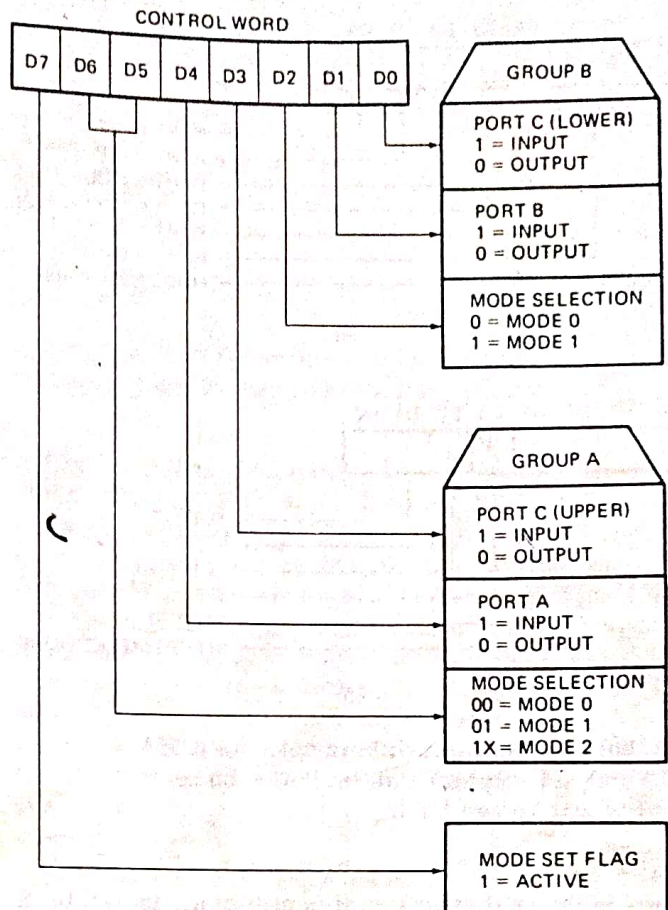 CONTROL WORD
D7 D6 D5 D4 D3 D2 D1 D0
GROUP B
PORT C (LOWER)
1 = INPUT
0 = OUTPUT
PORT B
1 = INPUT
0 = OUTPUT
MODE SELECTION
0 = MODE 0
1 = MODE 1
GROUP A
PORT C (UPPER)
1 = INPUT
0 = OUTPUT
PORT A
1 = INPUT
0 = OUTPUT
MODE SELECTION
00 = MODE 0
01 = MODE 1
1X = MODE 2
MODE SET FLAG
1 = ACTIVE